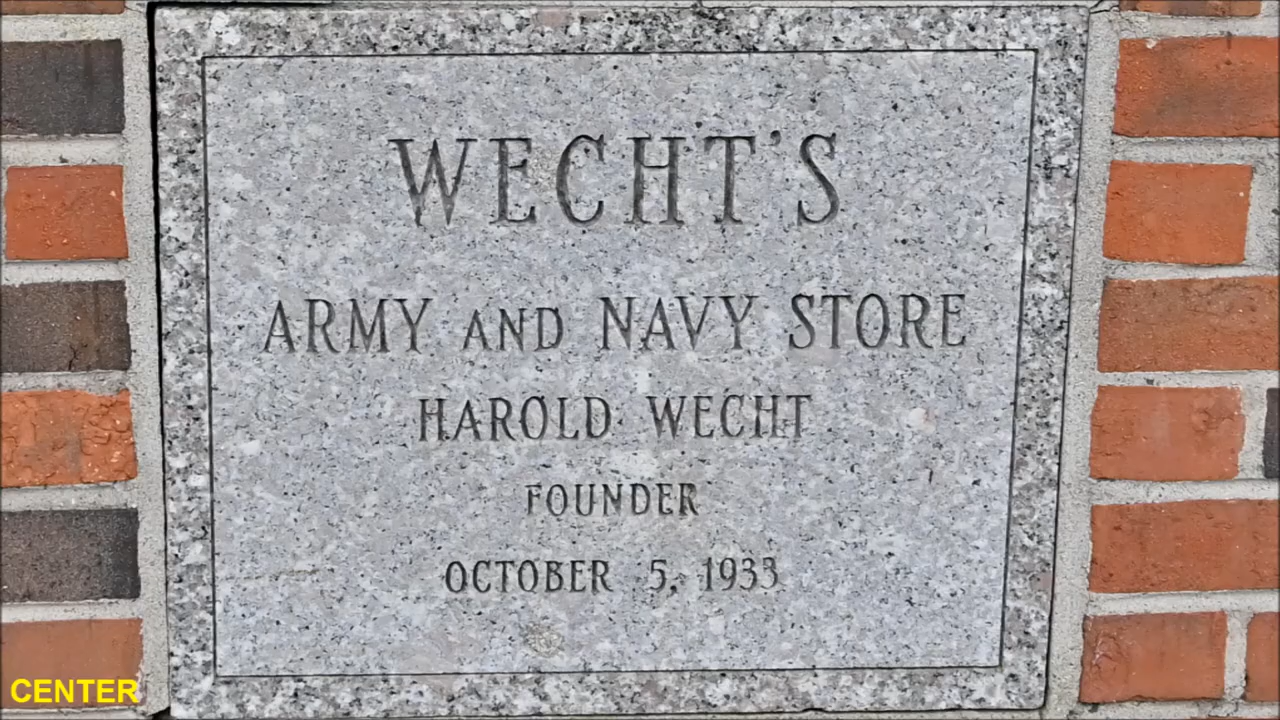 WECHT'S
ARMY AND NAVY STORE
HAROLD WECHT
FOUNDER
OCTOBER 5, 1933
CENTER